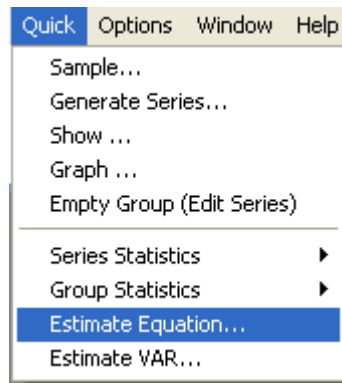 Quick Options Window Help
Sample...
Generate Series...
Show ...
Graph ...
Empty Group (Edit Series)
Series Statistics
Group Statistics
Estimate Equation...
Estimate VAR...